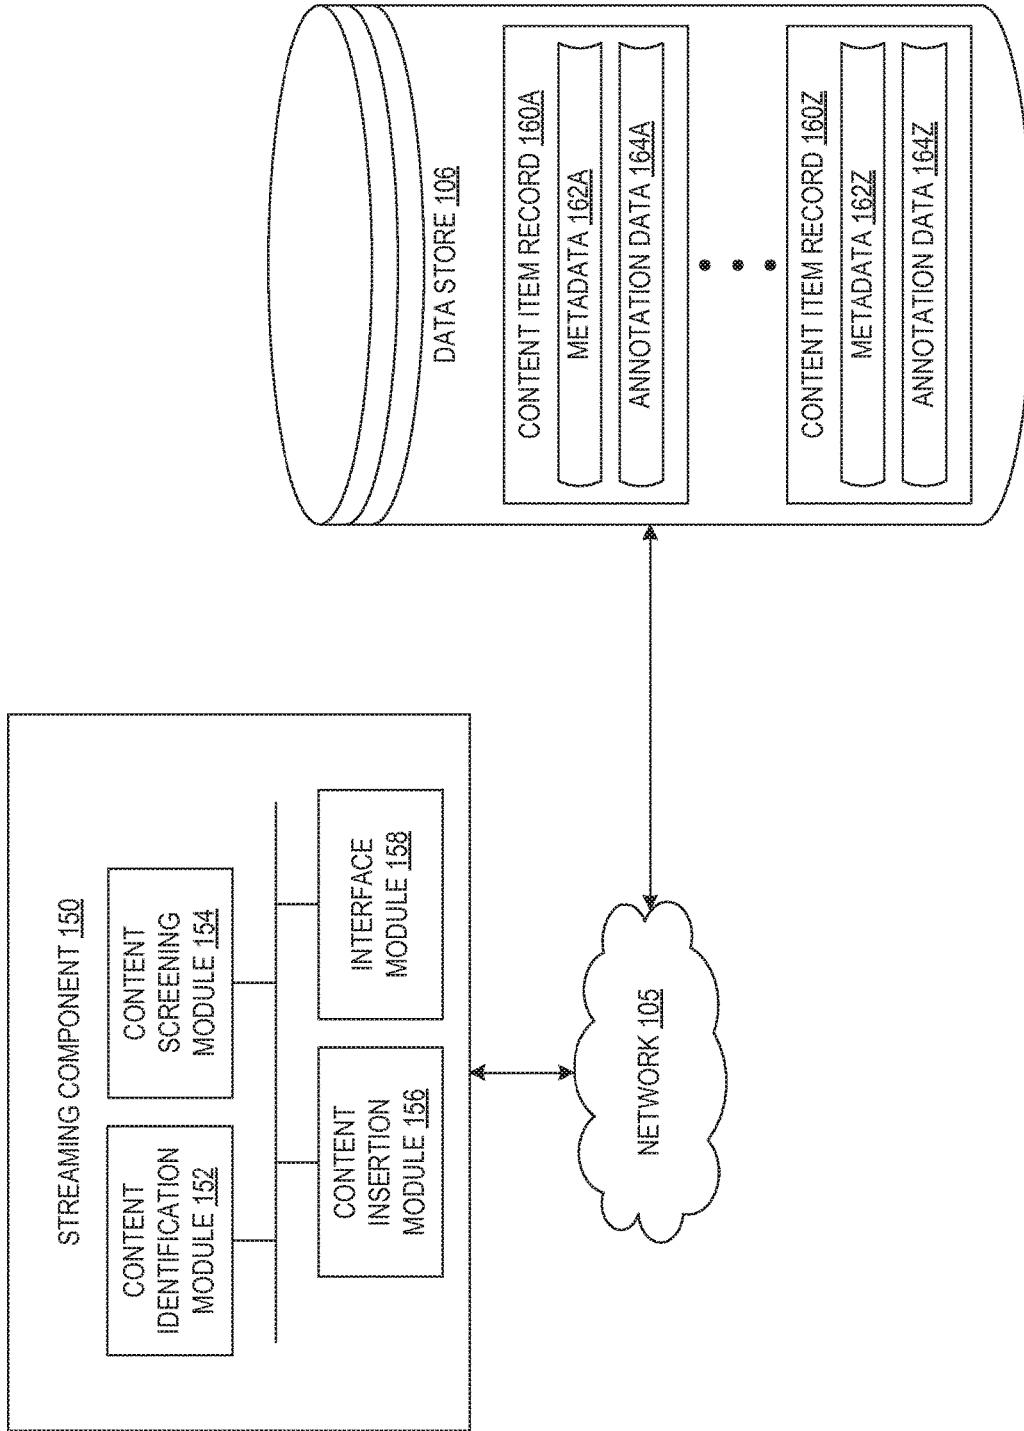 STREAMING COMPONENT 150
CONTENT
IDENTIFICATION
MODULE 152
CONTENT
SCREENING
MODULE 154
CONTENT
INSERTION
MODULE 156
INTERFACE
MODULE 158
NETWORK 105
DATA STORE 106
CONTENT ITEM RECORD 160A
METADATA 162A
ANNOTATION DATA 164A
CONTENT ITEM RECORD 160Z
METADATA 162Z
ANNOTATION DATA 164Z